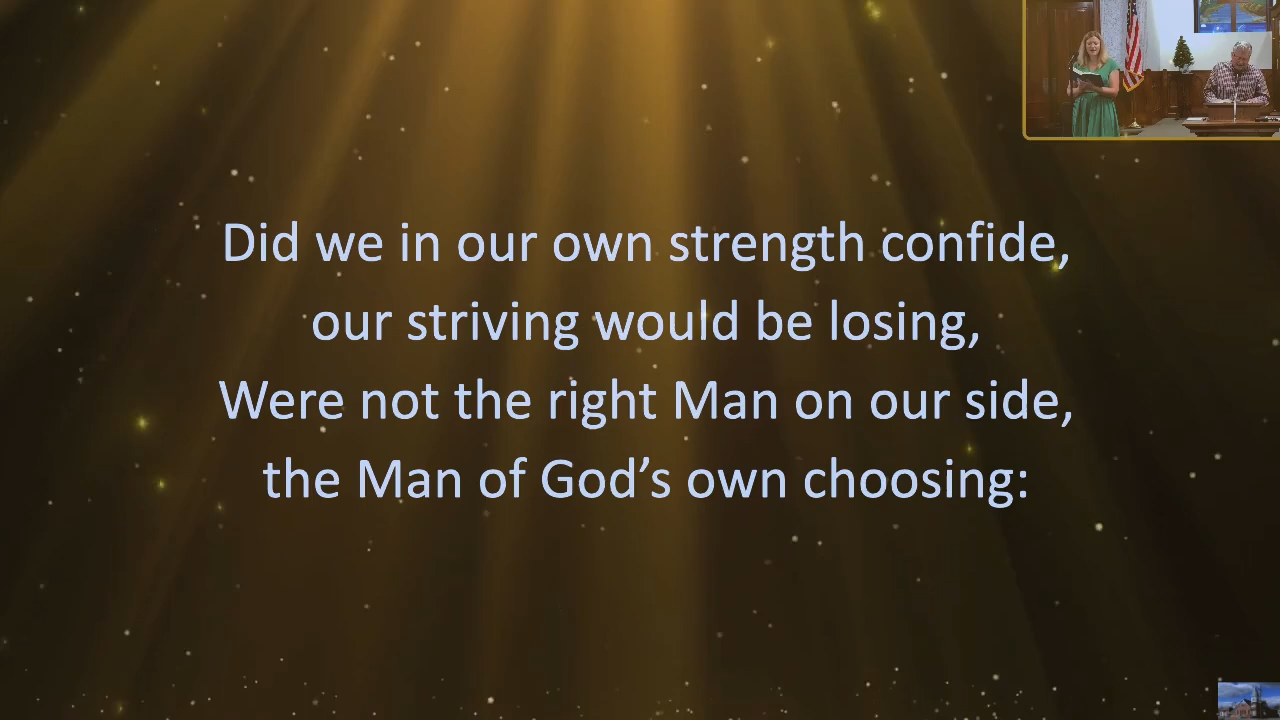 Did we in our own strength confide,
our striving would be losing,
Were not the right Man on our side,
the Man of God’s own choosing: